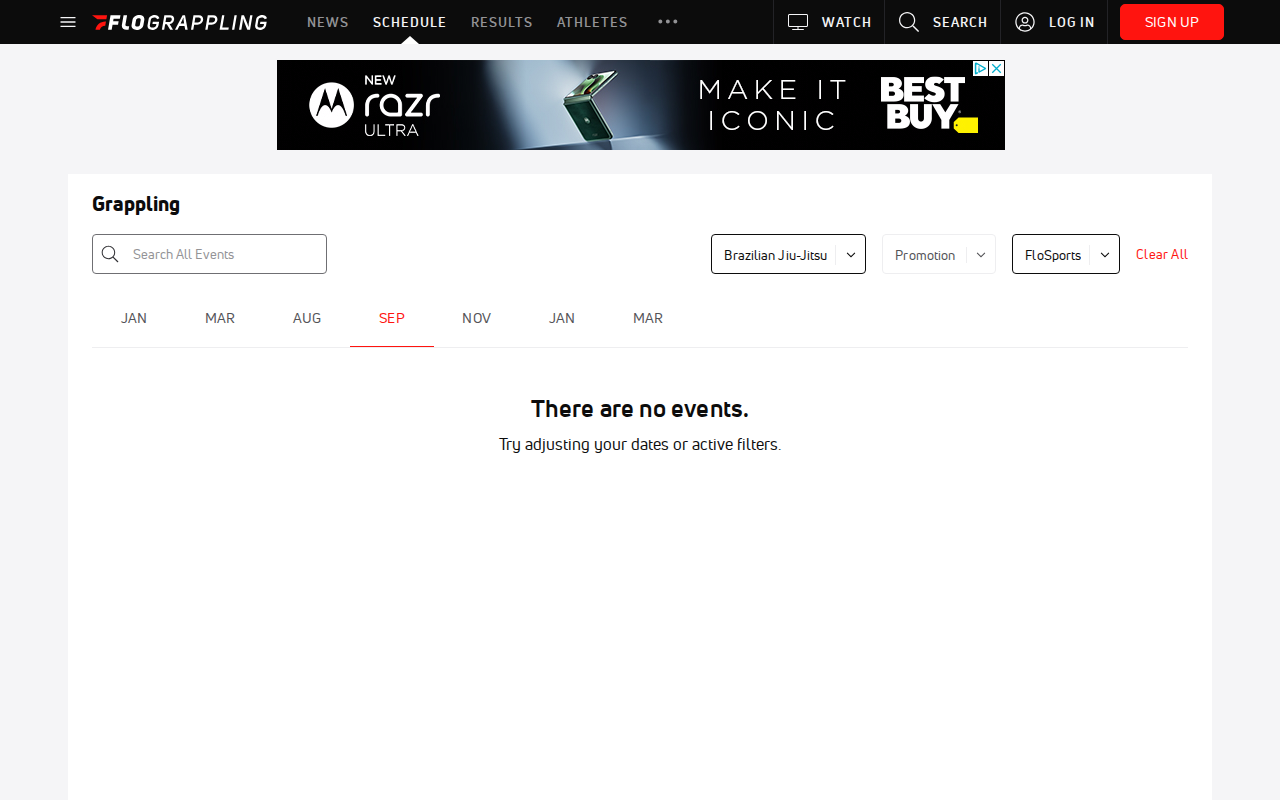 FLOGRAPPLING
NEWS
SCHEDULE
RESULTS
ATHLETES
WATCH
SEARCH
LOG IN
SIGN UP
NEW
razr
ULTRA
MAKE IT
ICONIC
BEST
BUY
Grappling
Search All Events
Brazilian Jiu-Jitsu
Promotion
FloSports
Clear All
JAN
MAR
AUG
SEP
NOV
JAN
MAR
There are no events.
Try adjusting your dates or active filters.